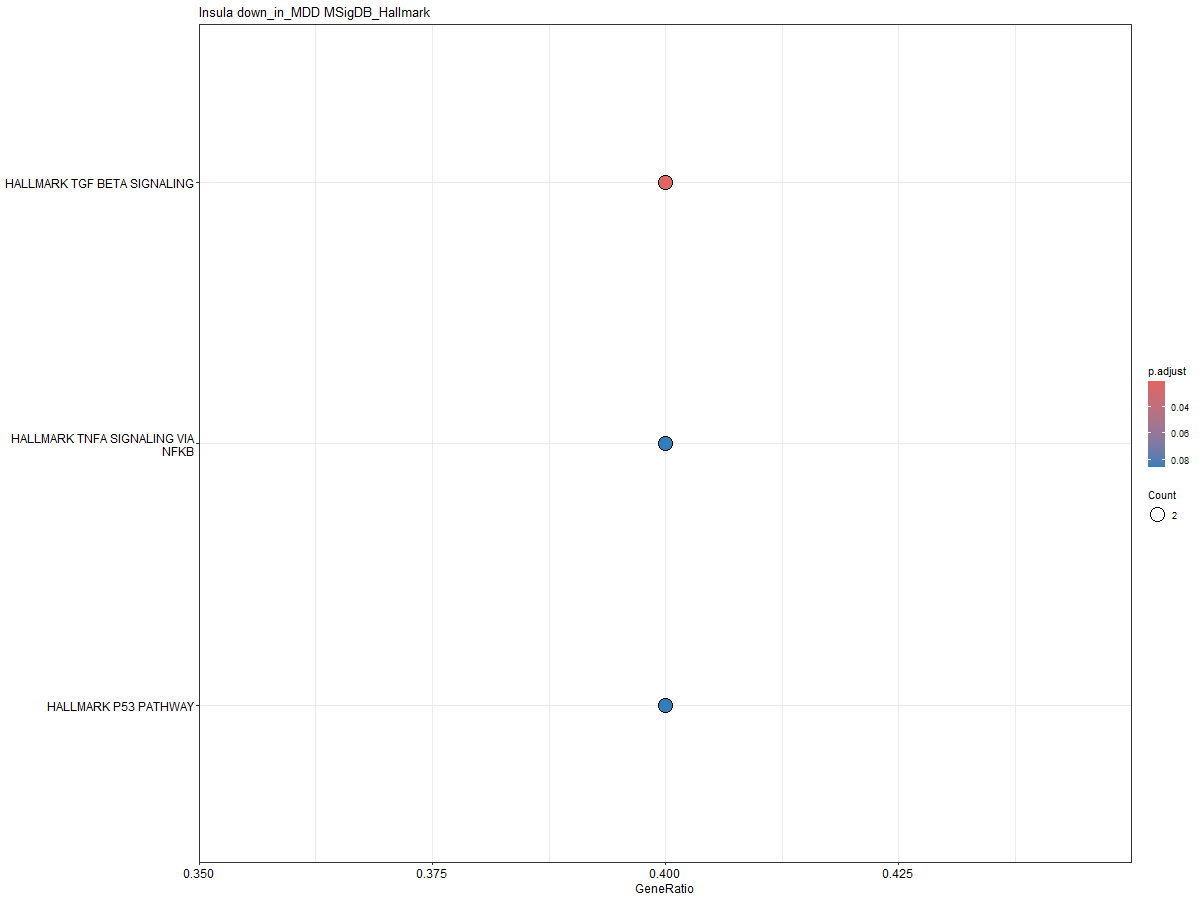 Insula down_in_MDD MSigDB_Hallmark
HALLMARK TGF BETA SIGNALING
HALLMARK TNFA SIGNALING VIA
NFKB
HALLMARK P53 PATHWAY
0.350
0.375
0.400
0.425
GeneRatio
p.adjust
0.04
0.06
0.08
Count
2